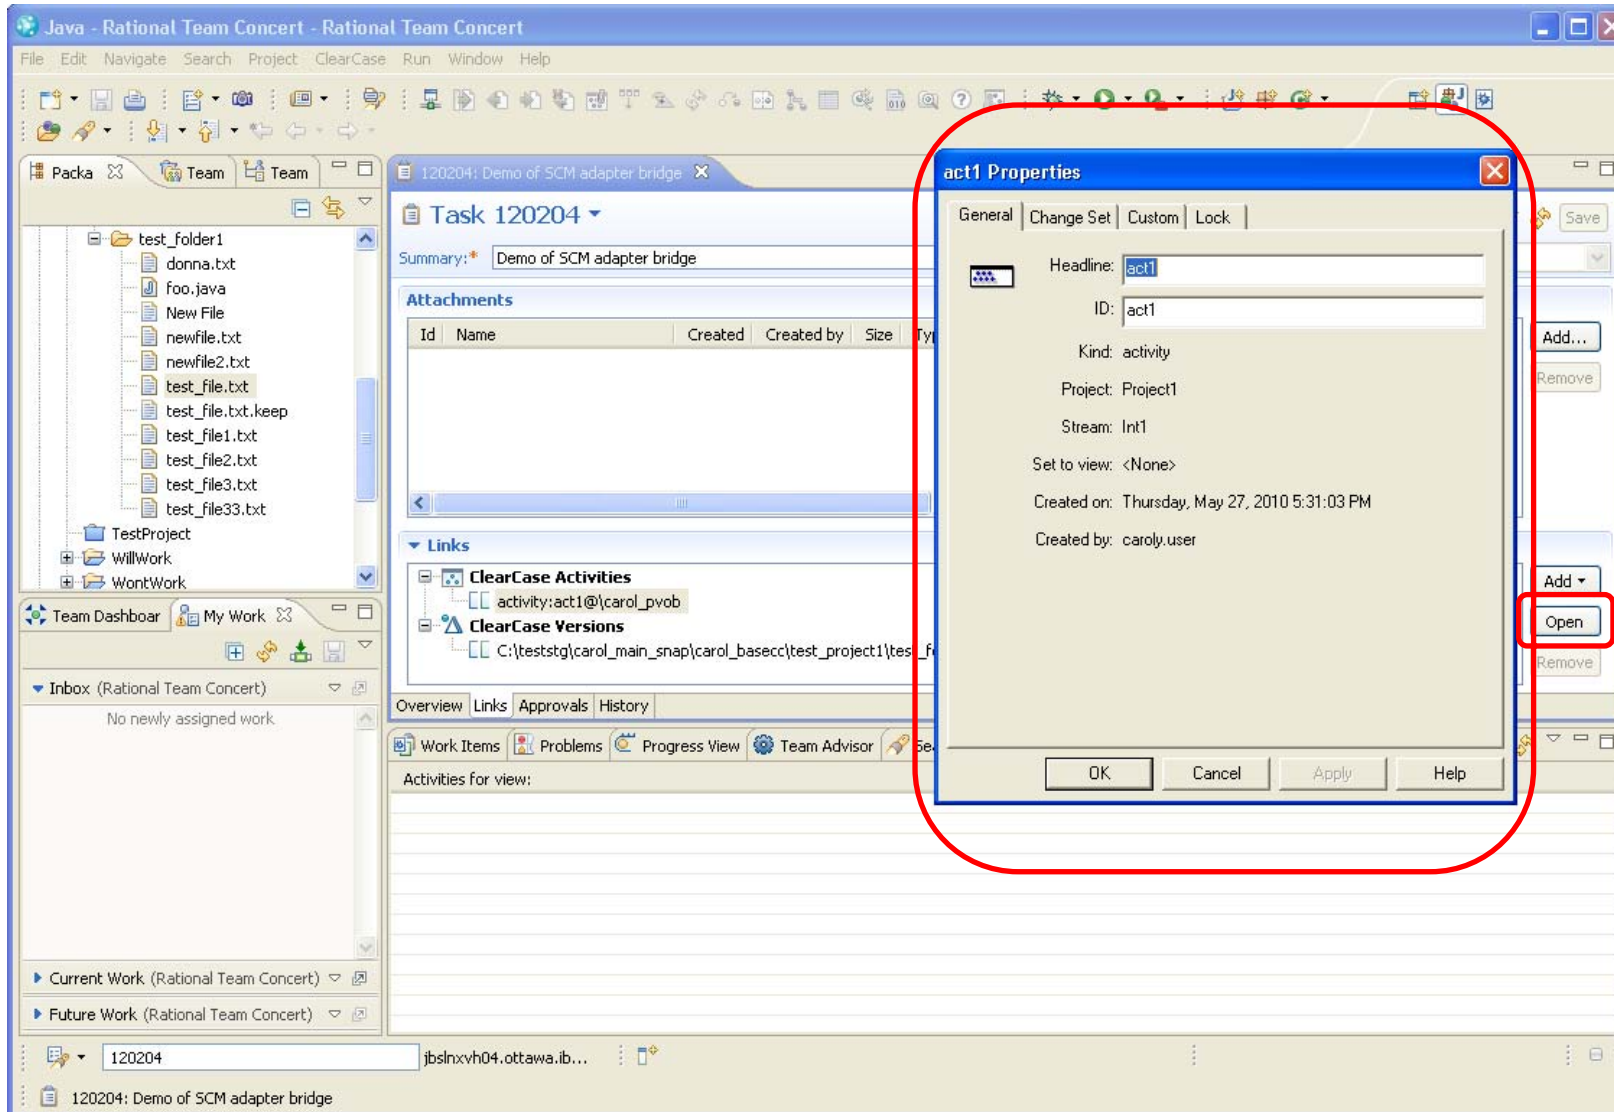 Java - Rational Team Concert - Rational Team Concert
File Edit Navigate Search Project ClearCase Run Window Help
Packa Team Team
test_folder1
donna.txt
foo.java
New File
newfile.txt
newfile2.txt
test_file.txt
test_file.txt.keep
test_file1.txt
test_file2.txt
test_file3.txt
test_file33.txt
TestProject
WillWork
WontWork
Team Dashboar My Work
Inbox (Rational Team Concert)
No newly assigned work
Current Work (Rational Team Concert)
Future Work (Rational Team Concert)
120204: Demo of SCM adapter bridge
Task 120204
Save
Summary:* Demo of SCM adapter bridge
Attachments
Id Name Created Created by Size
Add...
Remove
Links
ClearCase Activities
activity:act1@\carol_pvob
ClearCase Versions
C:\teststg\carol_main_snap\carol_basecc\test_project1\test_f
Add
Open
Remove
Overview Links Approvals History
Work Items Problems Progress View Team Advisor
Activities for view:
act1 Properties
General Change Set Custom Lock
Headline: act1
ID: act1
Kind: activity
Project: Project1
Stream: Int1
Set to view: <None>
Created on: Thursday, May 27, 2010 5:31:03 PM
Created by: caroly.user
OK Cancel Apply Help
120204 jbslnxvh04.ottawa.ib...
120204: Demo of SCM adapter bridge